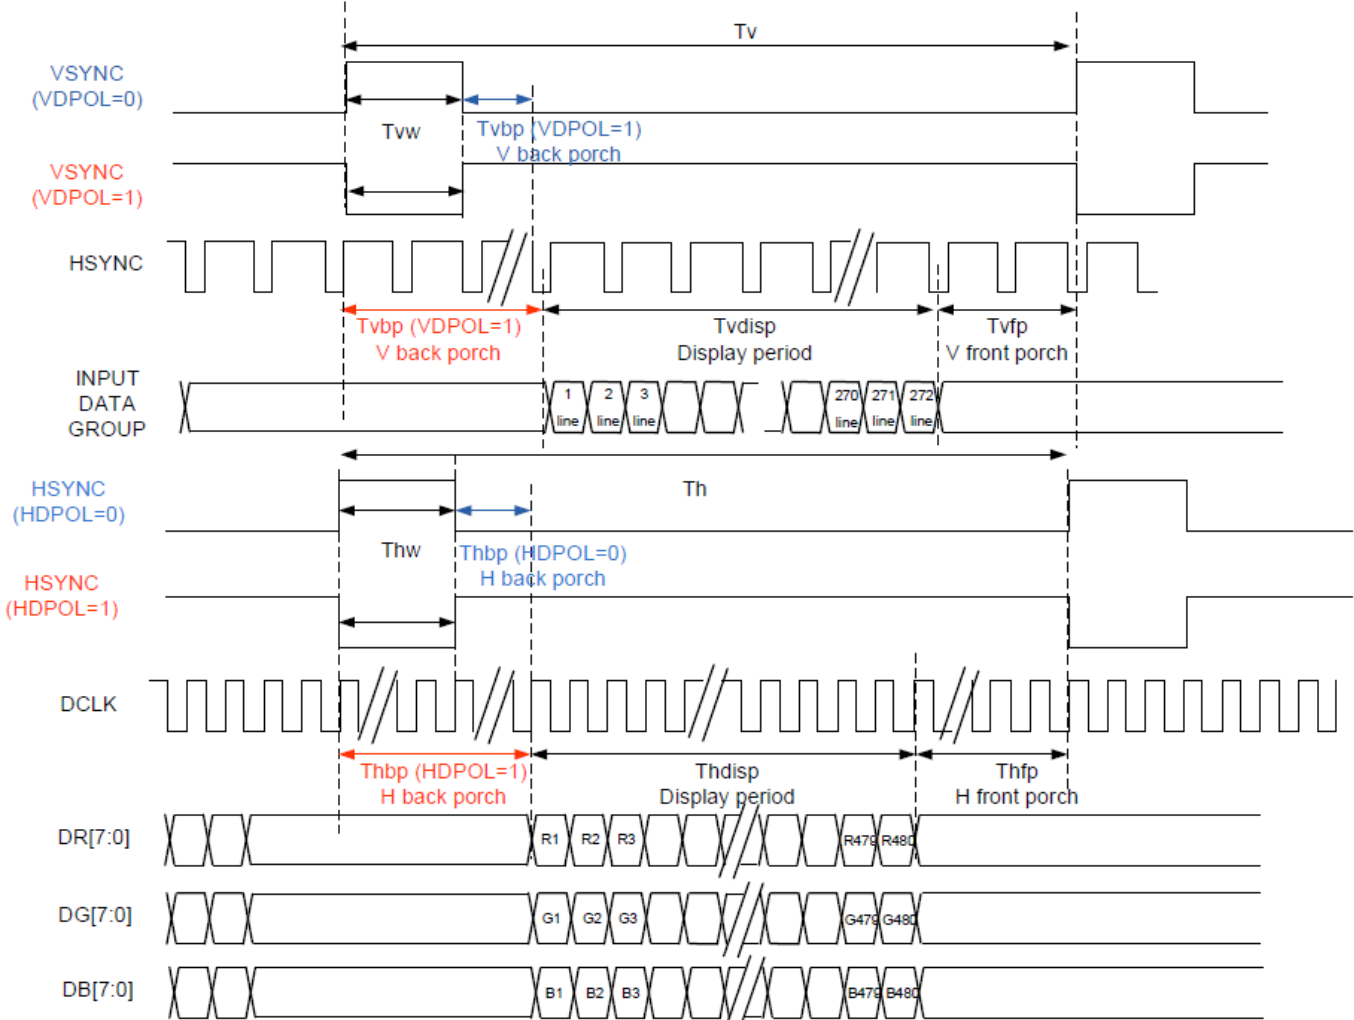 Tv
VSYNC
(VDPOL=0)
Tvw
Tvbp (VDPOL=1)
V back porch
VSYNC
(VDPOL=1)
HSYNC
Tvbp (VDPOL=1)
V back porch
Tvdisp
Display period
Tvfp
V front porch
INPUT
DATA
GROUP
1 line
2 line
3 line
270 line
271 line
272 line
HSYNC
(HDPOL=0)
Th
Thw
Thbp (HDPOL=0)
H back porch
HSYNC
(HDPOL=1)
DCLK
Thbp (HDPOL=1)
H back porch
Thdisp
Display period
Thfp
H front porch
DR[7:0]
R1 R2 R3 R479 R480
DG[7:0]
G1 G2 G3 G479 G480
DB[7:0]
B1 B2 B3 B479 B480